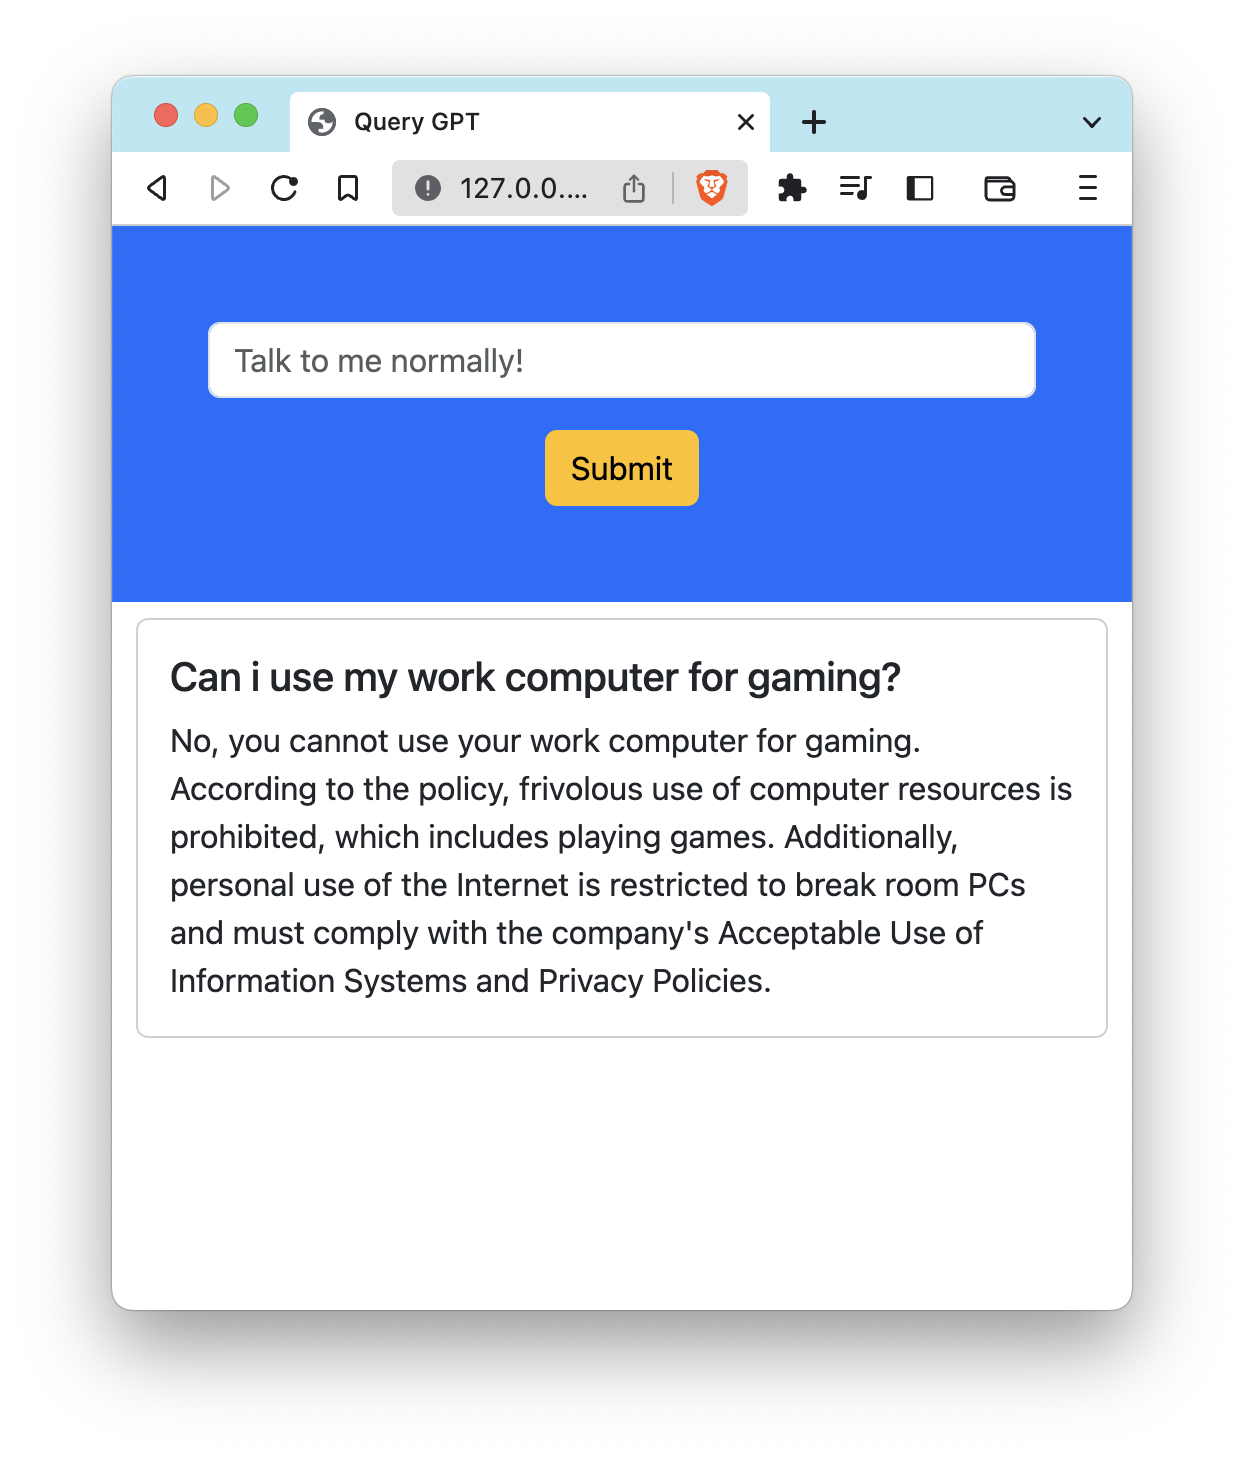 Query GPT
127.0.0....
Talk to me normally!
Submit
Can i use my work computer for gaming?
No, you cannot use your work computer for gaming.
According to the policy, frivolous use of computer resources is
prohibited, which includes playing games. Additionally,
personal use of the Internet is restricted to break room PCs
and must comply with the company's Acceptable Use of
Information Systems and Privacy Policies.